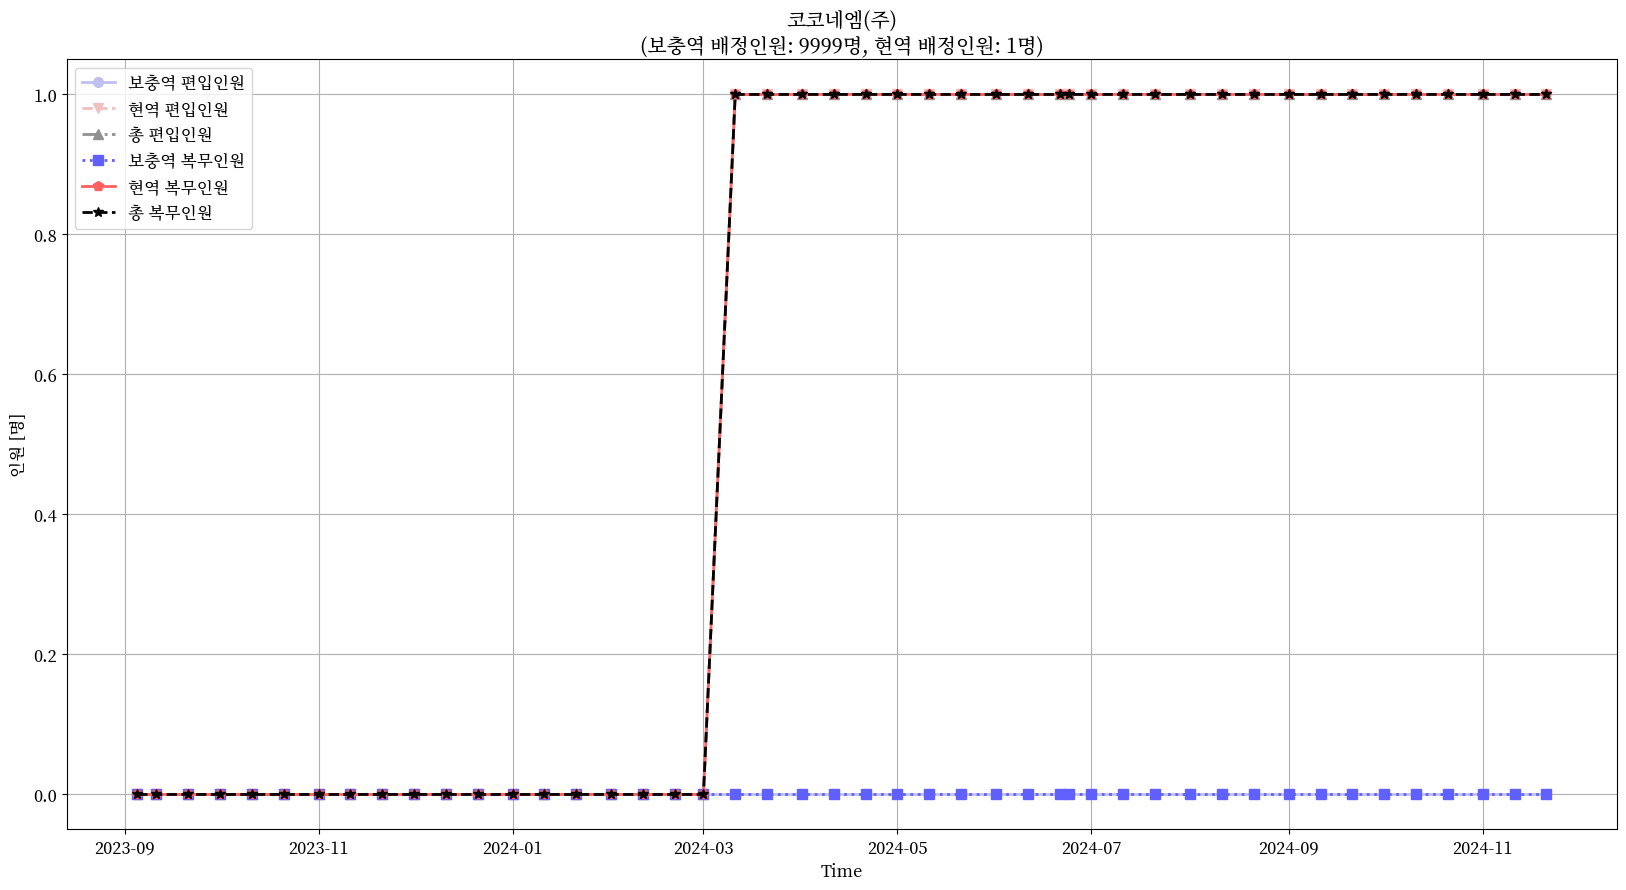 코코네엠(주)
(보충역 배정인원: 9999명, 현역 배정인원: 1명)
보충역 편입인원
현역 편입인원
총 편입인원
보충역 복무인원
현역 복무인원
총 복무인원
1.0
0.8
0.6
0.4
0.2
0.0
인원 [명]
2023-09
2023-11
2024-01
2024-03
2024-05
2024-07
2024-09
2024-11
Time